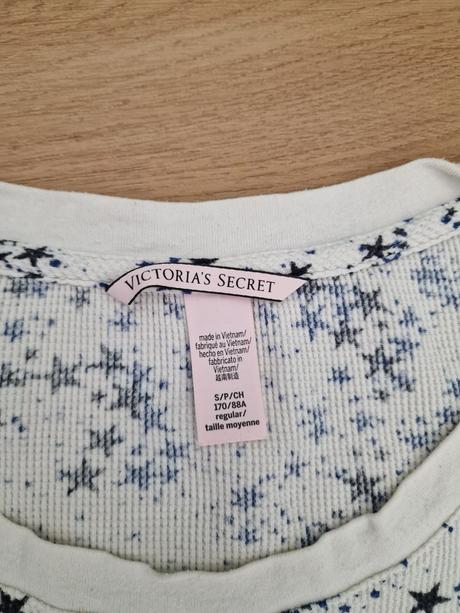 VICTORIA'S SECRET
made in Vietnam/
fabriqué au Vietnam/
hecho en Vietnam/
fabbricato in
Vietnam/
越南制造
S/P/CH
170/88A
regular/
taille moyenne